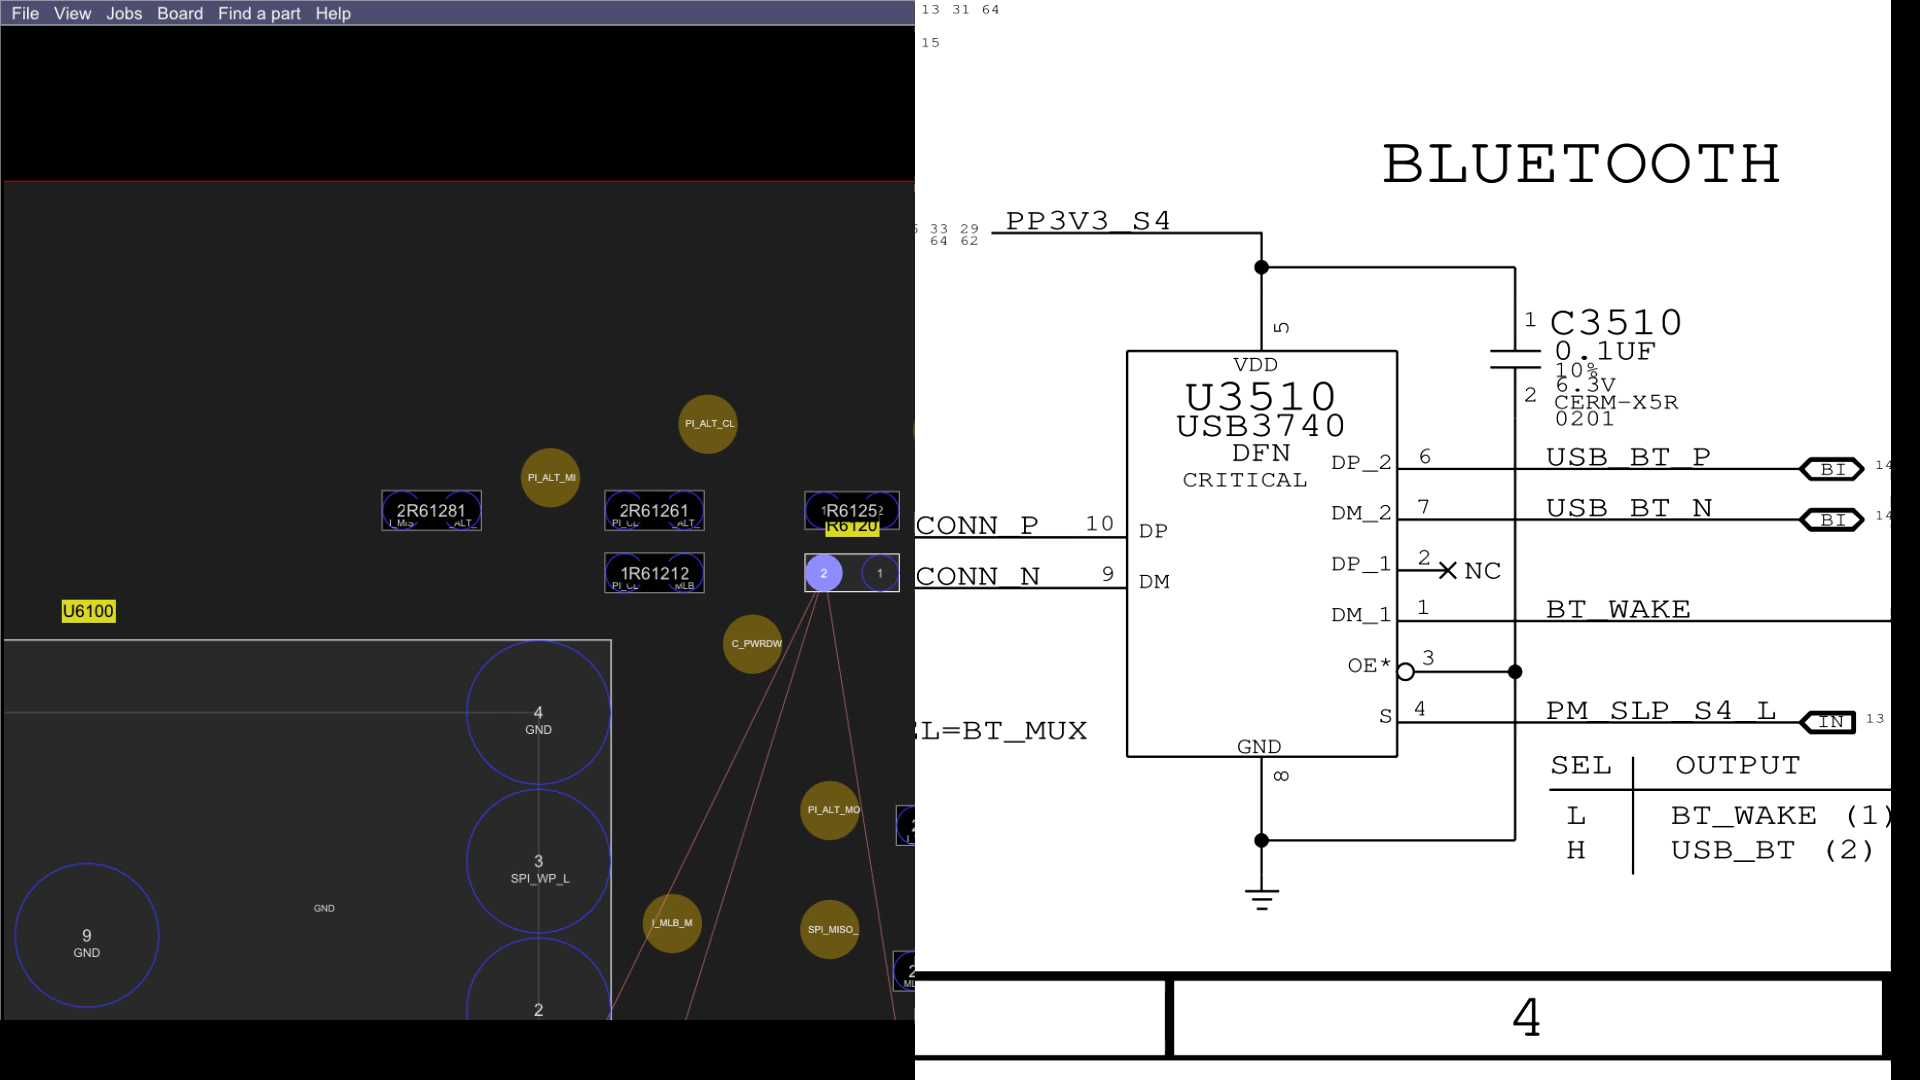 File View Jobs Board Find a part Help
PI_ALT_CL
PI_ALT_MI
2R61281
2R61261
1R6125
R6120
1R61212
2 1
U6100
C_PWRDW
4
GND
PI_ALT_MO
3
SPI_WP_L
GND
I_MLB_M
SPI_MISO_
9
GND
2
13 31 64
15
BLUETOOTH
PP3V3_S4
33 29
64 62
5
VDD
U3510
USB3740
DFN
CRITICAL
1 C3510
0.1UF
10%
6.3V
2
CERM-X5R
0201
DP_2 6 USB_BT_P BI 14
DM_2 7 USB_BT_N BI 14
CONN_P 10 DP
DP_1 2 NC
CONN_N 9 DM
DM_1 1 BT_WAKE
OE* 3
S 4 PM_SLP_S4_L IN 13
L=BT_MUX
GND
8
SEL OUTPUT
L BT_WAKE (1)
H USB_BT (2)
4